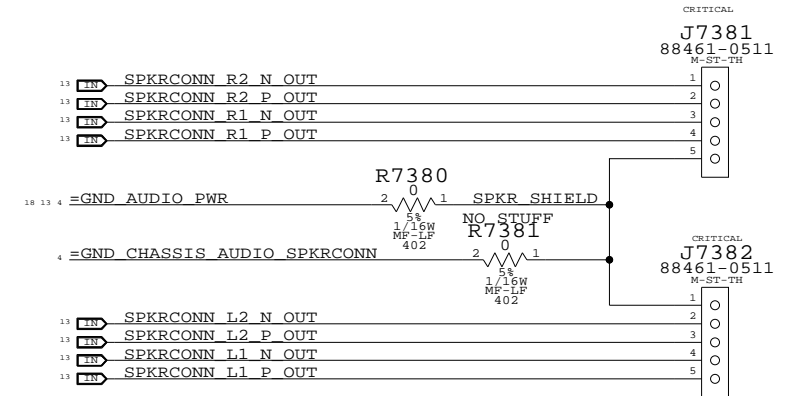 CRITICAL
J7381
88461-0511
M-ST-TH
13 IN SPKRCONN_R2_N_OUT 1
13 IN SPKRCONN_R2_P_OUT 2
13 IN SPKRCONN_R1_N_OUT 3
13 IN SPKRCONN_R1_P_OUT 4
5
R7380
0
18 13 4 =GND_AUDIO_PWR 2 1 SPKR_SHIELD
5%
1/16W
MF-LF
402
NO STUFF
R7381
0
4 =GND_CHASSIS_AUDIO_SPKRCONN 2 1
5%
1/16W
MF-LF
402
CRITICAL
J7382
88461-0511
M-ST-TH
1
13 IN SPKRCONN_L2_N_OUT 2
13 IN SPKRCONN_L2_P_OUT 3
13 IN SPKRCONN_L1_N_OUT 4
13 IN SPKRCONN_L1_P_OUT 5